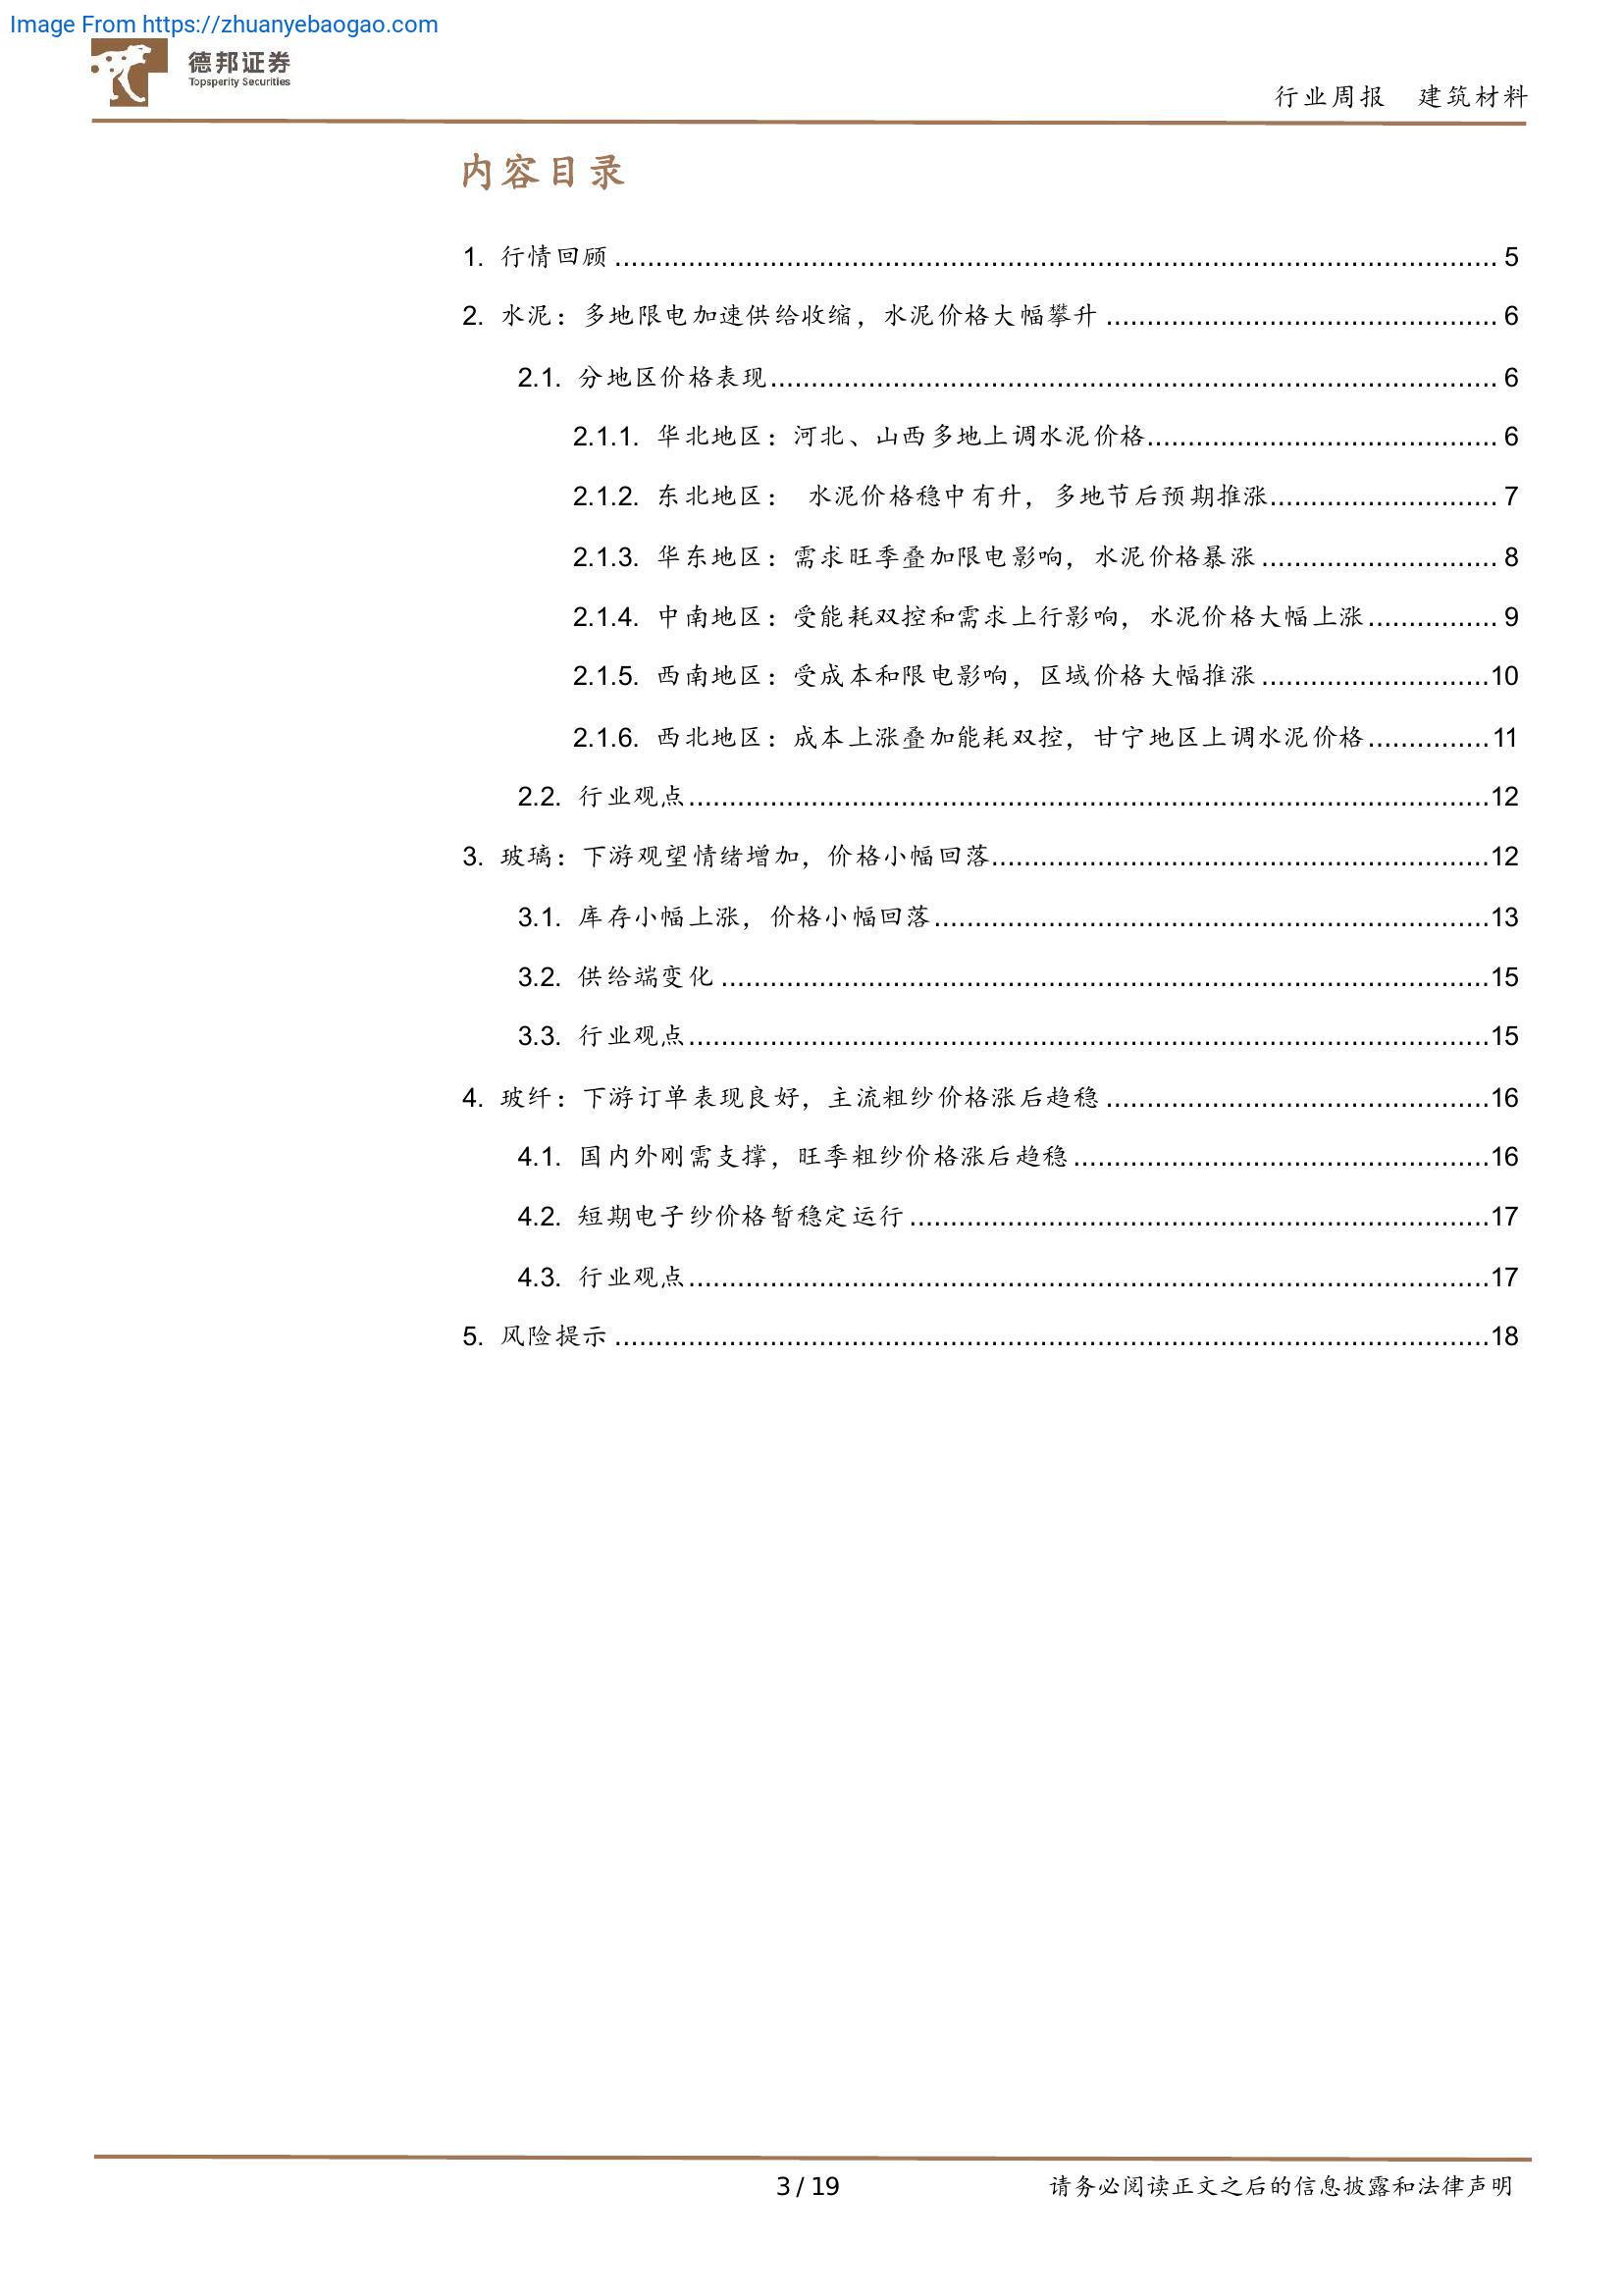 Image From https://zhuanyebaogao.com
德邦证券
Topsperity Securities
行业周报 建筑材料
内容目录
1. 行情回顾 ........................................................................................................... 5
2. 水泥：多地限电加速供给收缩，水泥价格大幅攀升 ............................................... 6
2.1. 分地区价格表现........................................................................................ 6
2.1.1. 华北地区：河北、山西多地上调水泥价格.......................................... 6
2.1.2. 东北地区： 水泥价格稳中有升，多地节后预期推涨............................ 7
2.1.3. 华东地区：需求旺季叠加限电影响，水泥价格暴涨 ............................ 8
2.1.4. 中南地区：受能耗双控和需求上行影响，水泥价格大幅上涨................ 9
2.1.5. 西南地区：受成本和限电影响，区域价格大幅推涨 ............................10
2.1.6. 西北地区：成本上涨叠加能耗双控，甘宁地区上调水泥价格...............11
2.2. 行业观点.................................................................................................12
3. 玻璃：下游观望情绪增加，价格小幅回落............................................................12
3.1. 库存小幅上涨，价格小幅回落...................................................................13
3.2. 供给端变化 .............................................................................................15
3.3. 行业观点.................................................................................................15
4. 玻纤：下游订单表现良好，主流粗纱价格涨后趋稳 ..............................................16
4.1. 国内外刚需支撑，旺季粗纱价格涨后趋稳 ..................................................16
4.2. 短期电子纱价格暂稳定运行 ......................................................................17
4.3. 行业观点.................................................................................................17
5. 风险提示 ..........................................................................................................18
3 / 19 请务必阅读正文之后的信息披露和法律声明